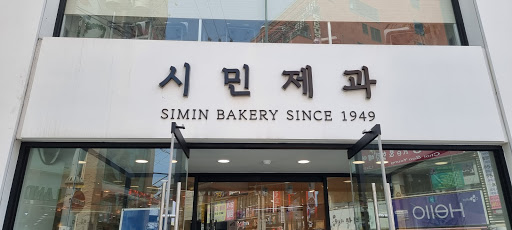 시민제과
SIMIN BAKERY SINCE 1949
Hello